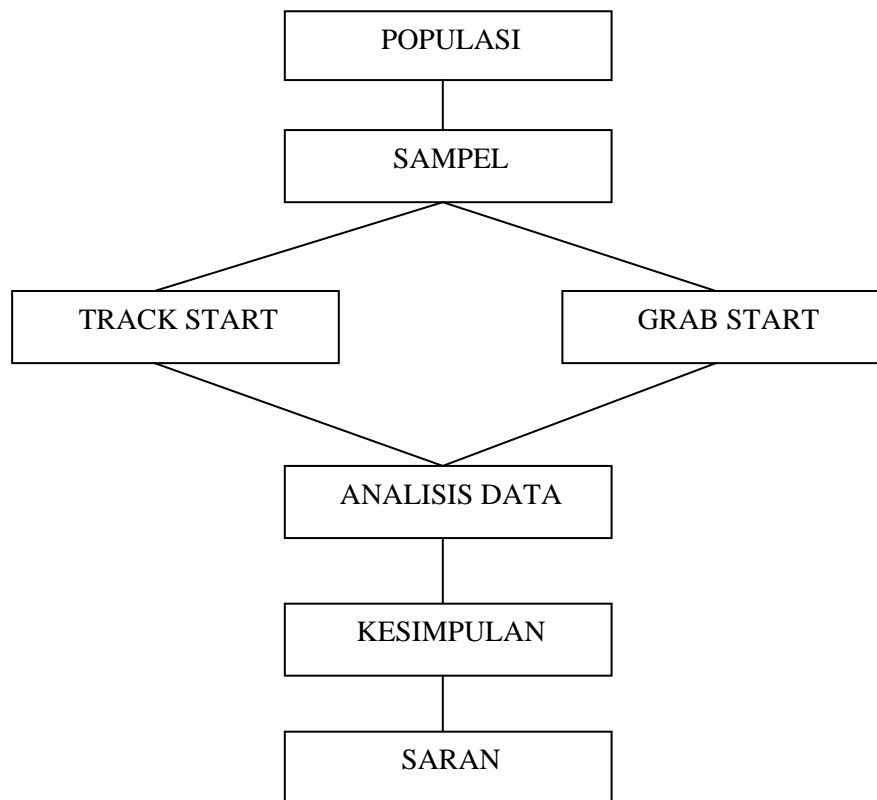 POPULASI
SAMPEL
TRACK START
GRAB START
ANALISIS DATA
KESIMPULAN
SARAN